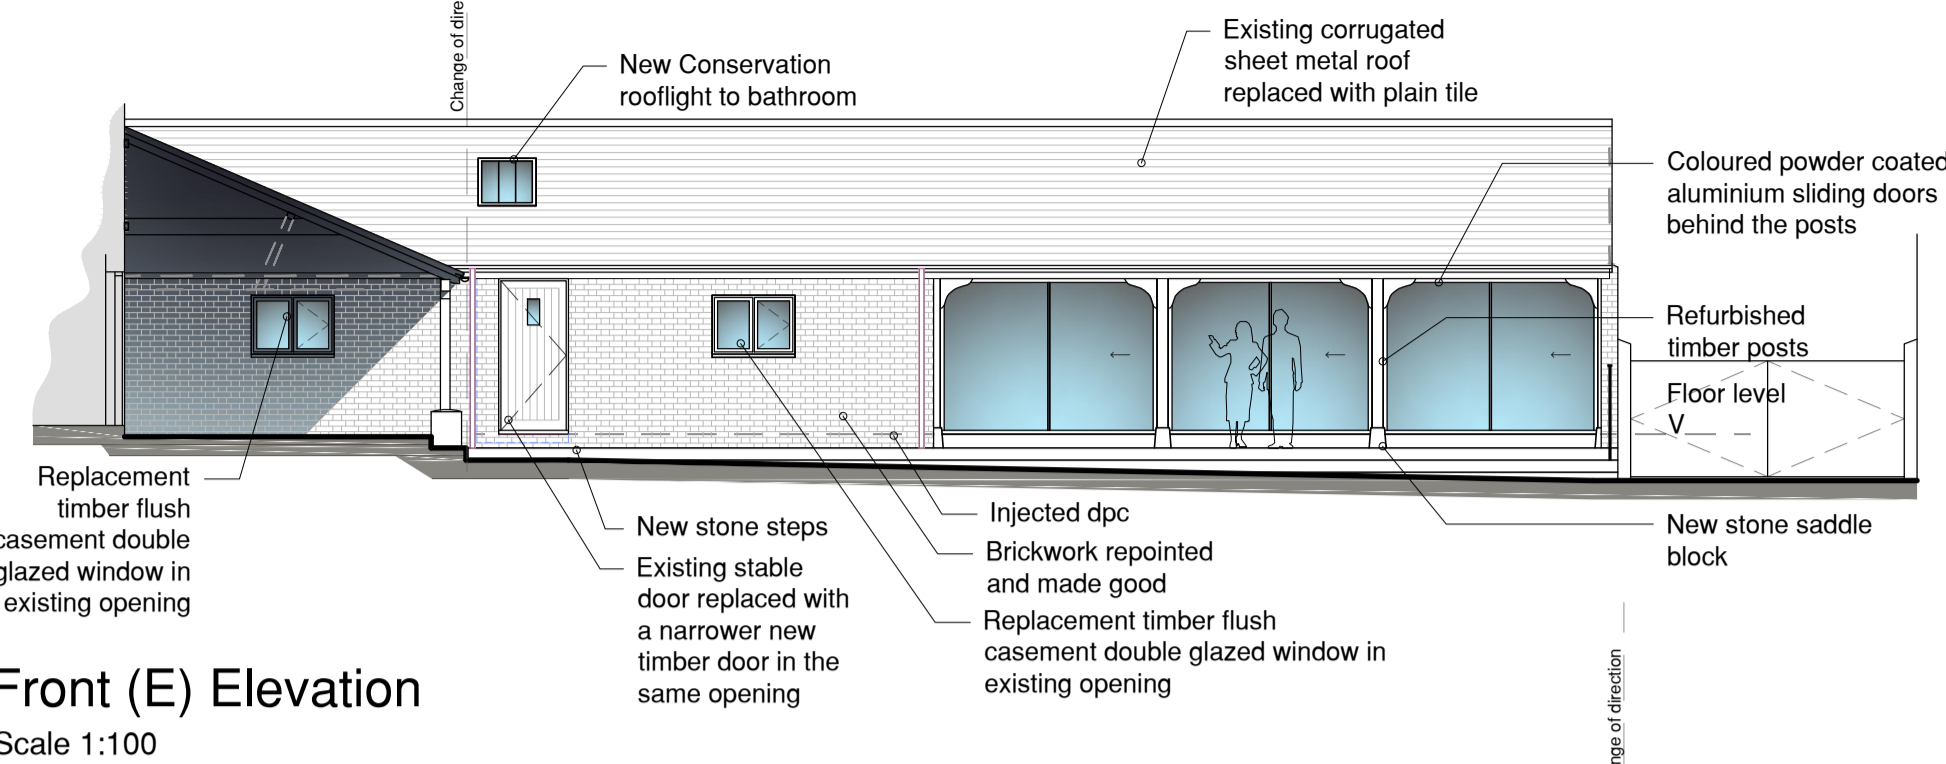 Change of dire
New Conservation
rooflight to bathroom
Existing corrugated
sheet metal roof
replaced with plain tile
Coloured powder coated
aluminium sliding doors
behind the posts
Refurbished
timber posts
Floor level
V
Replacement
timber flush
casement double
glazed window in
existing opening
New stone steps
Existing stable
door replaced with
a narrower new
timber door in the
same opening
Injected dpc
Brickwork repointed
and made good
Replacement timber flush
casement double glazed window in
existing opening
New stone saddle
block
nge of direction
Front (E) Elevation
Scale 1:100